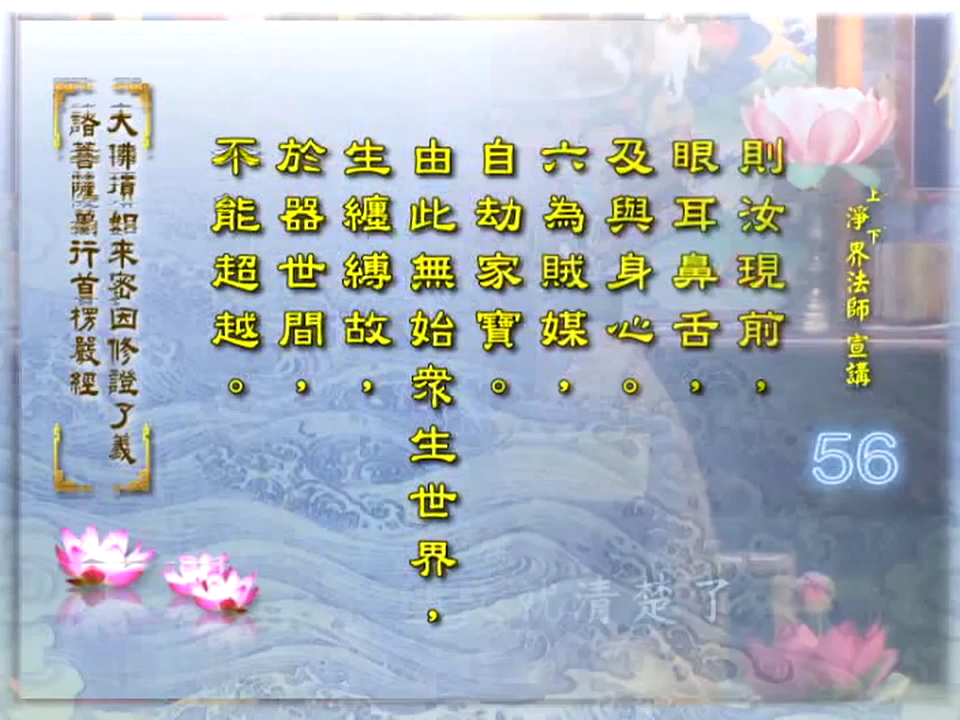 上淨下界法師 宣講
56
則汝現前，
眼耳鼻舌，
及與身心。
六為賊媒，
自劫家寶。
由此無始眾生世界，
生纏縛故，
於器世間，
不能超越。
大佛頂如來密因修證了義
諸菩薩萬行首楞嚴經
清楚了